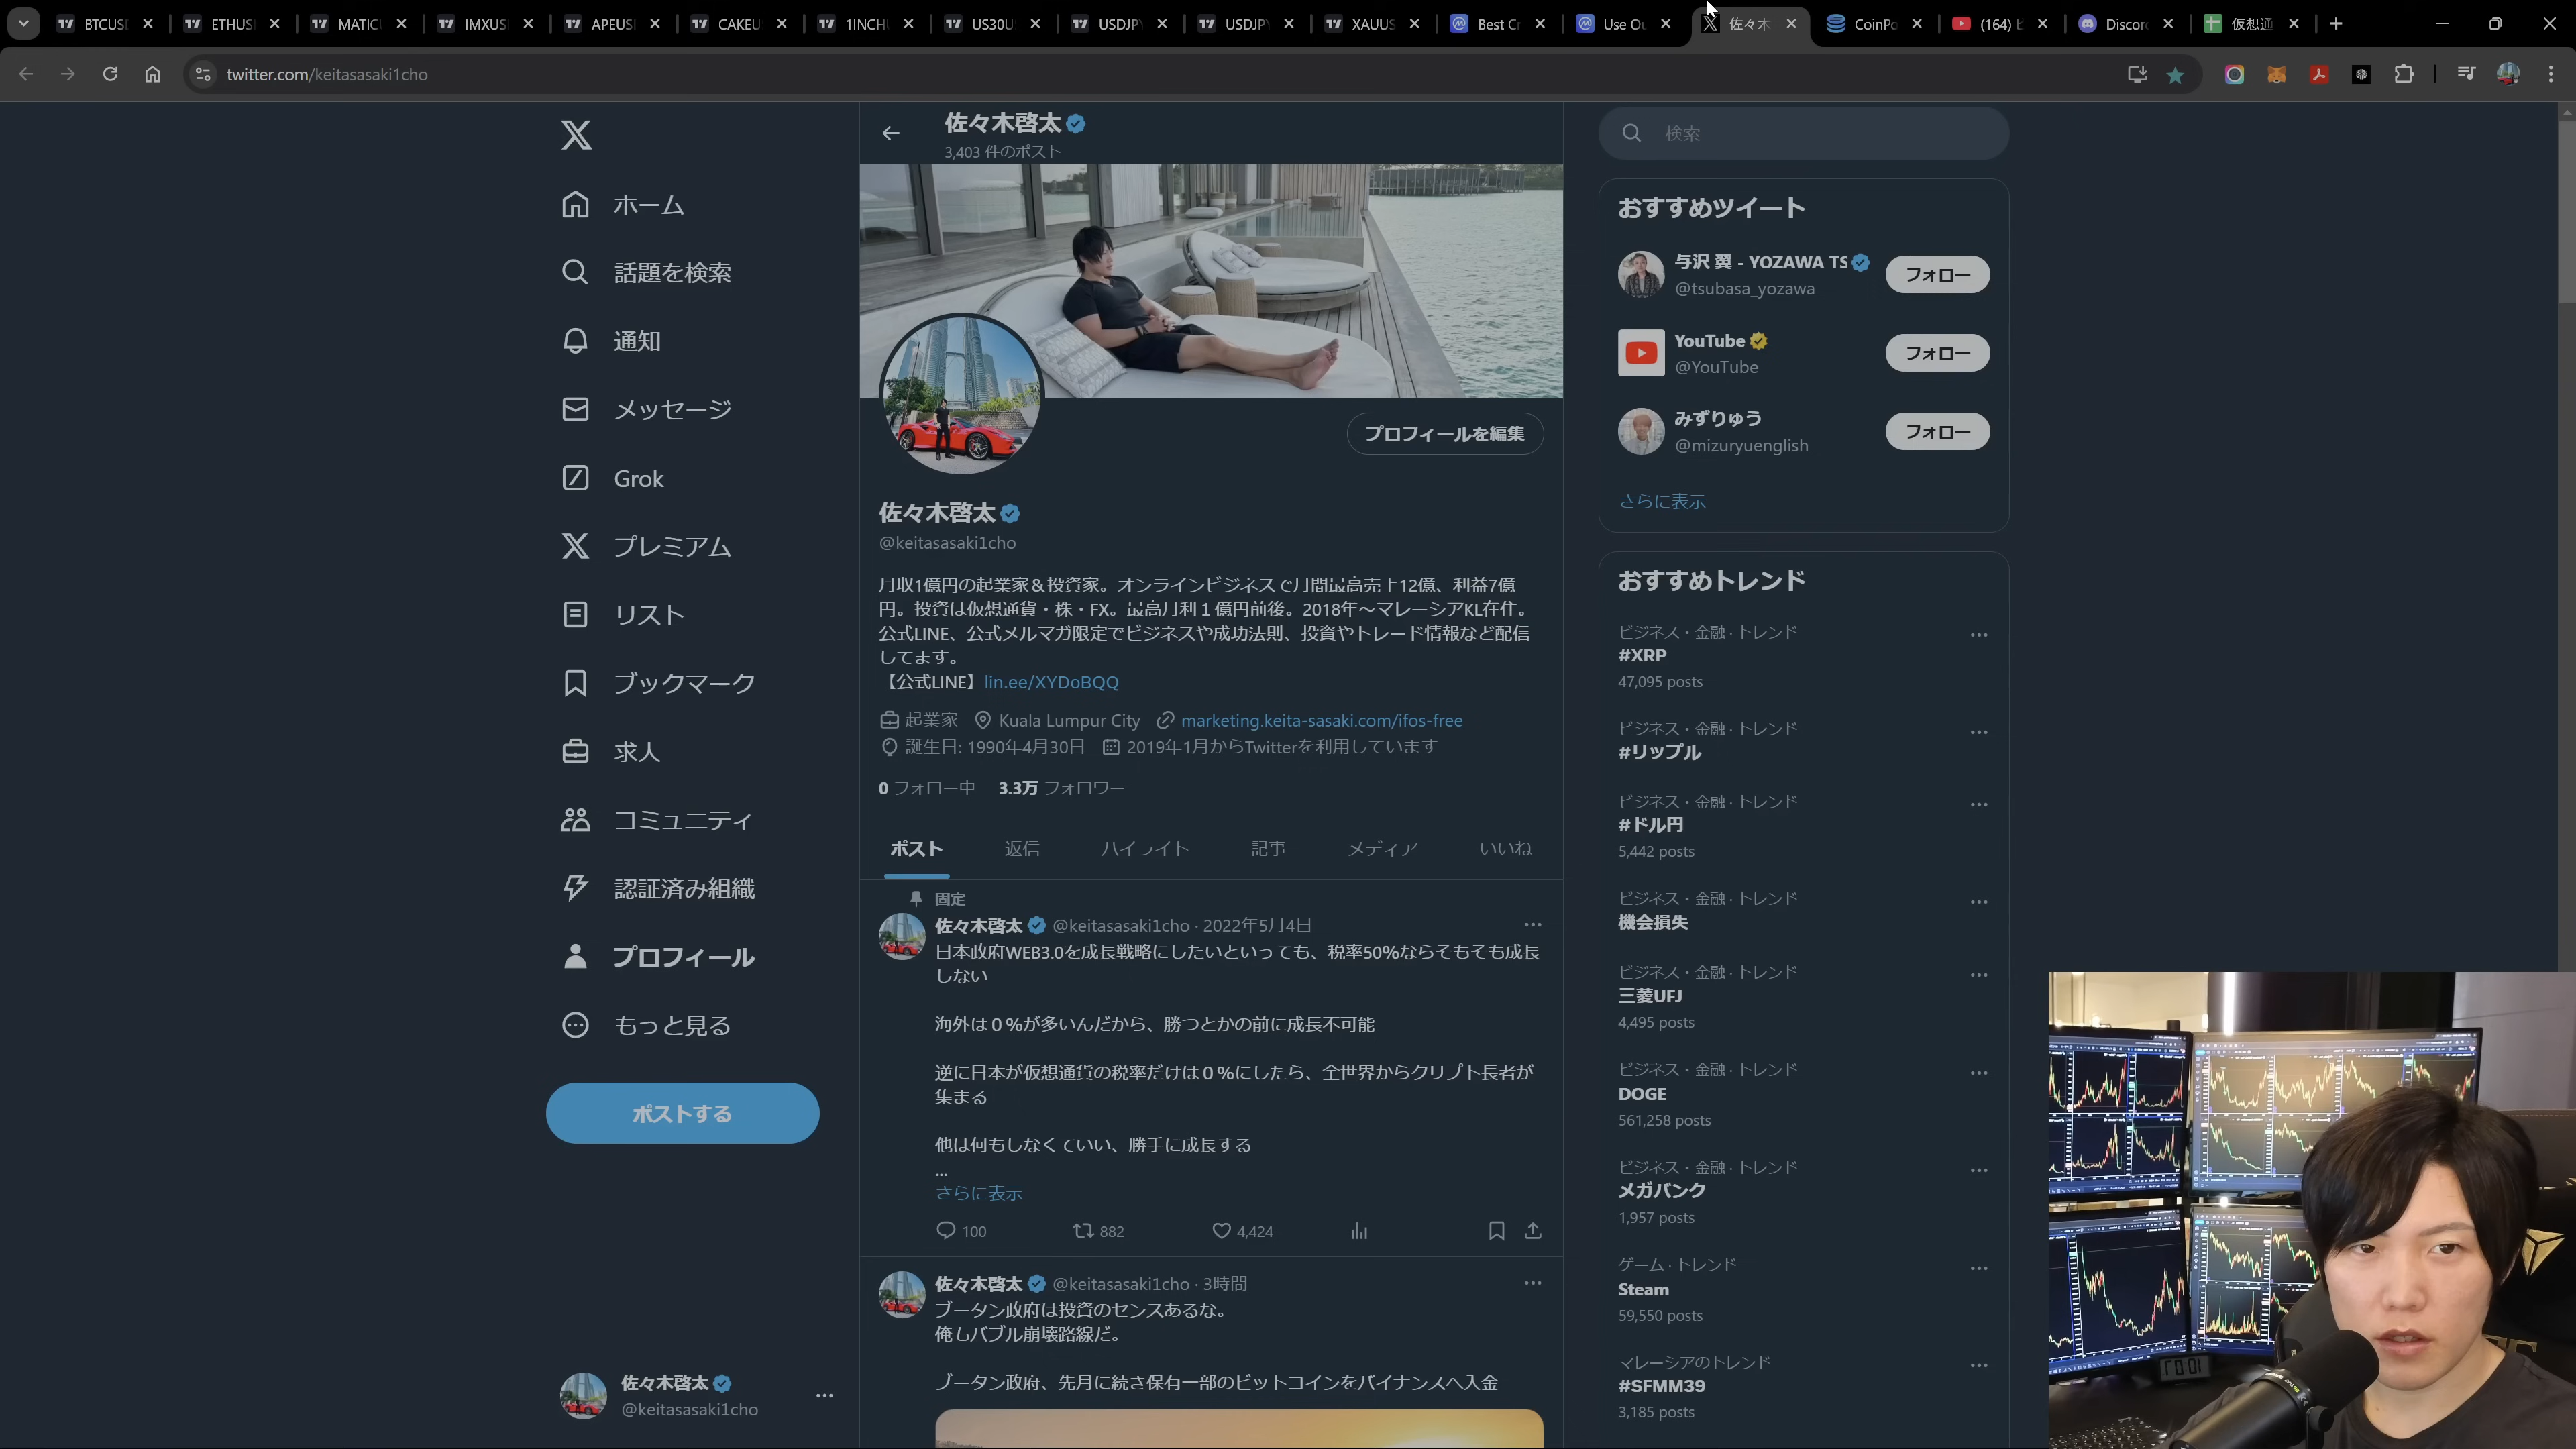 BTCUS
ETHUS
MATIC
IMXUS
APEUS
CAKEU
1INCH
US30U
USDJPY
USDJPY
XAUUS
Best Cr
Use Ou
佐々木
CoinPo
(164) ビ
Discor
仮想通
twitter.com/keitasasaki1cho
ホーム
話題を検索
通知
メッセージ
Grok
プレミアム
リスト
ブックマーク
求人
コミュニティ
認証済み組織
プロフィール
もっと見る
ポストする
佐々木啓太
@keitasasaki1cho
佐々木啓太
3,403 件のポスト
プロフィールを編集
佐々木啓太
@keitasasaki1cho
月収1億円の起業家＆投資家。オンラインビジネスで月間最高売上12億、利益7億
円。投資は仮想通貨・株・FX。最高月利１億円前後。2018年～マレーシアKL在住。
公式LINE、公式メルマガ限定でビジネスや成功法則、投資やトレード情報など配信
してます。
【公式LINE】lin.ee/XYDoBQQ
起業家 Kuala Lumpur City marketing.keita-sasaki.com/ifos-free
誕生日: 1990年4月30日 2019年1月からTwitterを利用しています
0 フォロー中 3.3万 フォロワー
ポスト 返信 ハイライト 記事 メディア いいね
固定
佐々木啓太 @keitasasaki1cho · 2022年5月4日
日本政府WEB3.0を成長戦略にしたいといっても、税率50%ならそもそも成長
しない
海外は０%が多いんだから、勝つとかの前に成長不可能
逆に日本が仮想通貨の税率だけは０%にしたら、全世界からクリプト長者が
集まる
他は何もしなくていい、勝手に成長する
...
さらに表示
100 882 4,424
佐々木啓太 @keitasasaki1cho · 3時間
ブータン政府は投資のセンスあるな。
俺もバブル崩壊路線だ。
ブータン政府、先月に続き保有一部のビットコインをバイナンスへ入金
検索
おすすめツイート
与沢 翼 - YOZAWA TS
@tsubasa_yozawa
フォロー
YouTube
@YouTube
フォロー
みずりゅう
@mizuryuenglish
フォロー
さらに表示
おすすめトレンド
ビジネス・金融 · トレンド
#XRP
47,095 posts
ビジネス・金融 · トレンド
#リップル
ビジネス・金融 · トレンド
#ドル円
5,442 posts
ビジネス・金融 · トレンド
機会損失
ビジネス・金融 · トレンド
三菱UFJ
4,495 posts
ビジネス・金融 · トレンド
DOGE
561,258 posts
ビジネス・金融 · トレンド
メガバンク
1,957 posts
ゲーム · トレンド
Steam
59,550 posts
マレーシアのトレンド
#SFMM39
3,185 posts